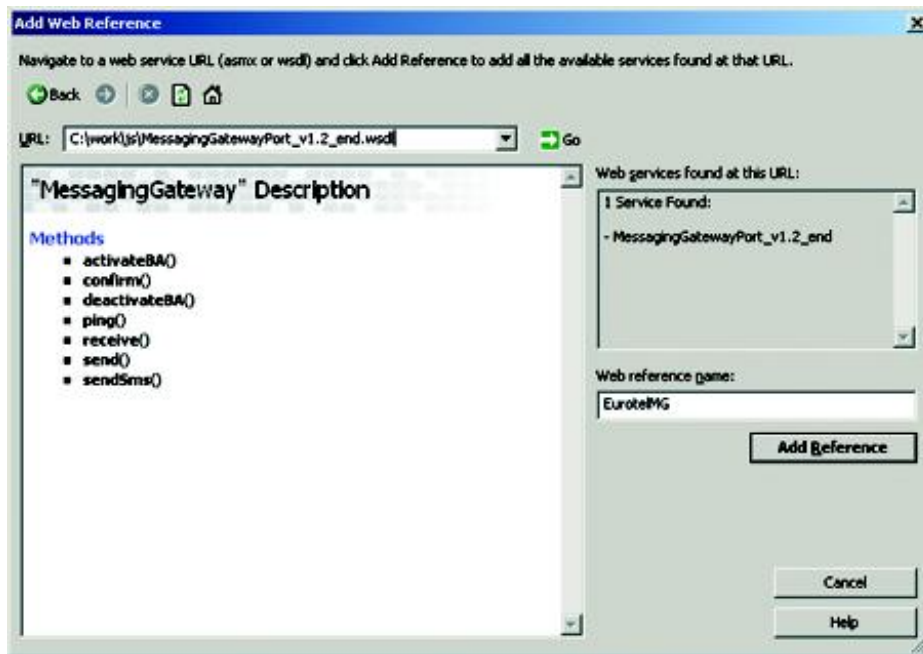 Add Web Reference
Navigate to a web service URL (asmx or wsdl) and click Add Reference to add all the available services found at that URL.
Back
URL: C:\work\js\MessagingGatewayPort_v1.2_end.wsdl
Go
"MessagingGateway" Description
Methods
activateBA()
confirm()
deactivateBA()
ping()
receive()
send()
sendSms()
Web services found at this URL:
1 Service Found:
- MessagingGatewayPort_v1.2_end
Web reference name:
EurotelMG
Add Reference
Cancel
Help